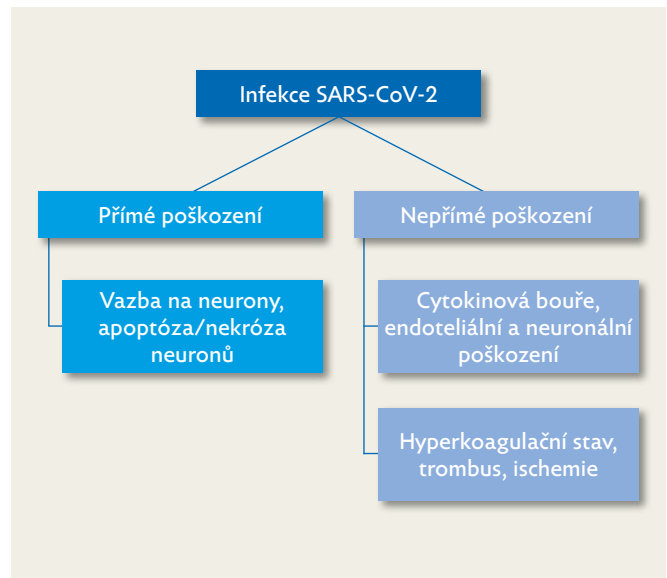 Infekce SARS-CoV-2
Přímé poškození
Nepřímé poškození
Vazba na neurony,
apoptóza/nekróza
neuronů
Cytokinová bouře,
endoteliální a neuronální
poškození
Hyperkoagulační stav,
trombus, ischemie